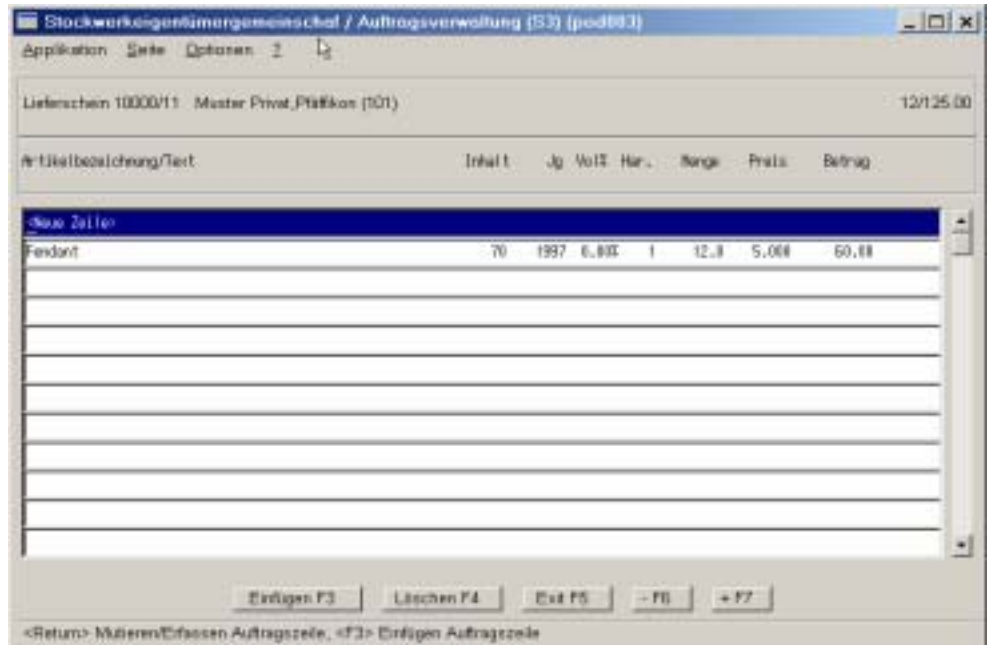 Stockwerkeigentümergemeinschaf / Auftragsverwaltung (S3) (pod003)
Applikation Seite Optionen ?
Lieferschein 10000/11 Muster Privat,Pfäffikon (101) 12/125.00
Artikelbezeichnung/Text Inhalt Jg Vol% Har. Menge Preis Betrag
<Neue Zeile>
Fendant 70 1997 0.00% 1 12.0 5.000 60.00
Einfügen F3 Löschen F4 Exit F5 - F6 + F7
<Return> Mutieren/Erfassen Auftragszeile, <F3> Einfügen Auftragszeile